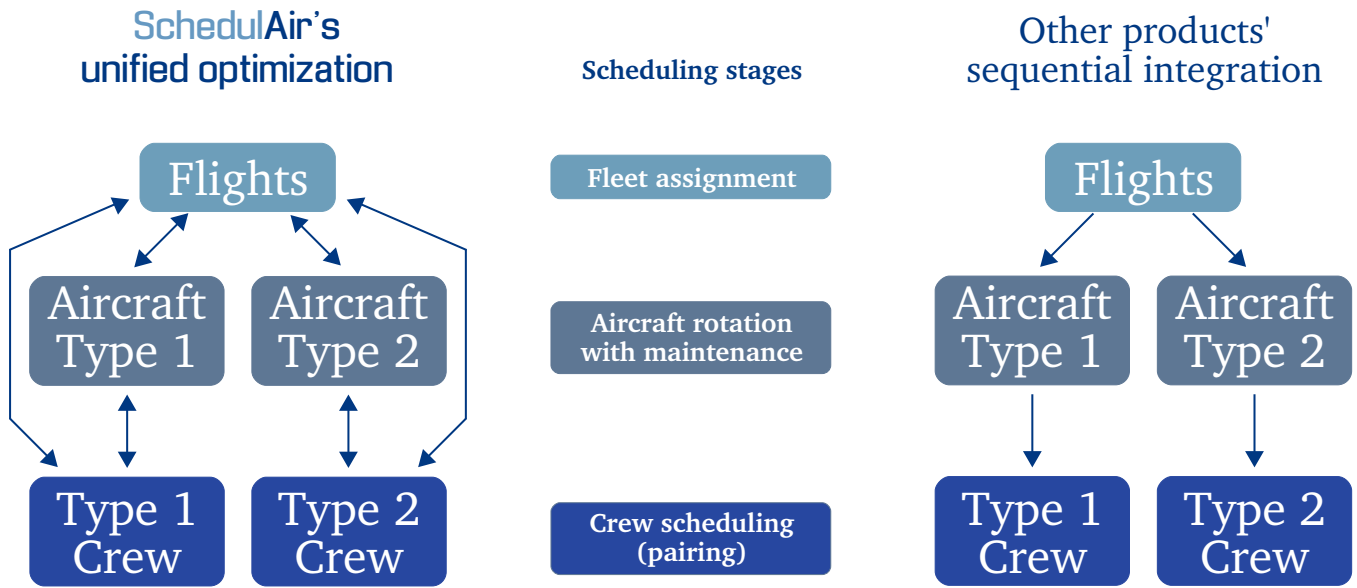 SchedulAir's
unified optimization
Scheduling stages
Other products'
sequential integration
Flights
Fleet assignment
Flights
Aircraft
Type 1
Aircraft
Type 2
Aircraft rotation
with maintenance
Aircraft
Type 1
Aircraft
Type 2
Type 1
Crew
Type 2
Crew
Crew scheduling
(pairing)
Type 1
Crew
Type 2
Crew